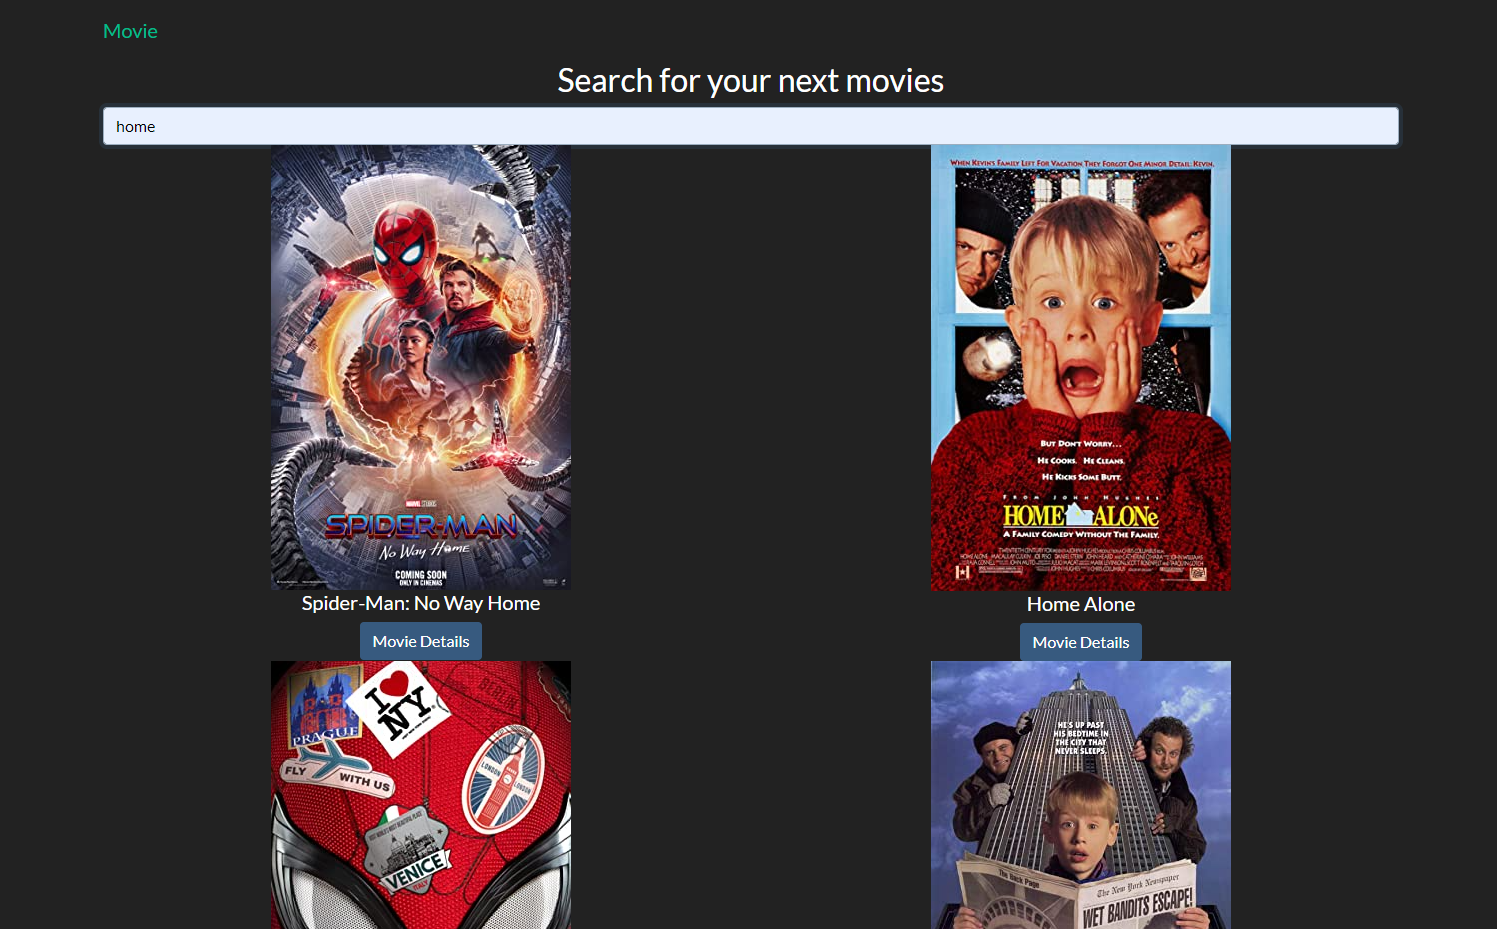 Movie
Search for your next movies
home
MARVEL STUDIOS
SPIDER-MAN
NO WAY HOME
COMING SOON
ONLY IN CINEMAS
Spider-Man: No Way Home
Movie Details
WHEN KEVIN'S FAMILY LEFT FOR VACATION THEY FORGOT ONE MINOR DETAIL: KEVIN.
BUT DON'T WORRY...
HE COOKS. HE CLEANS.
HE KICKS SOME BUTT.
FROM JOHN HUGHES
HOME ALONe
A FAMILY COMEDY WITHOUT THE FAMILY.
Home Alone
Movie Details
I NY
PRAGUE
FLY WITH US
LONDON
LONDON
VENICE
ITALY
HE'S UP PAST
HIS BEDTIME IN
THE CITY THAT
NEVER SLEEPS.
The Back Page
The New York Newspaper
WET BANDITS ESCAPE!